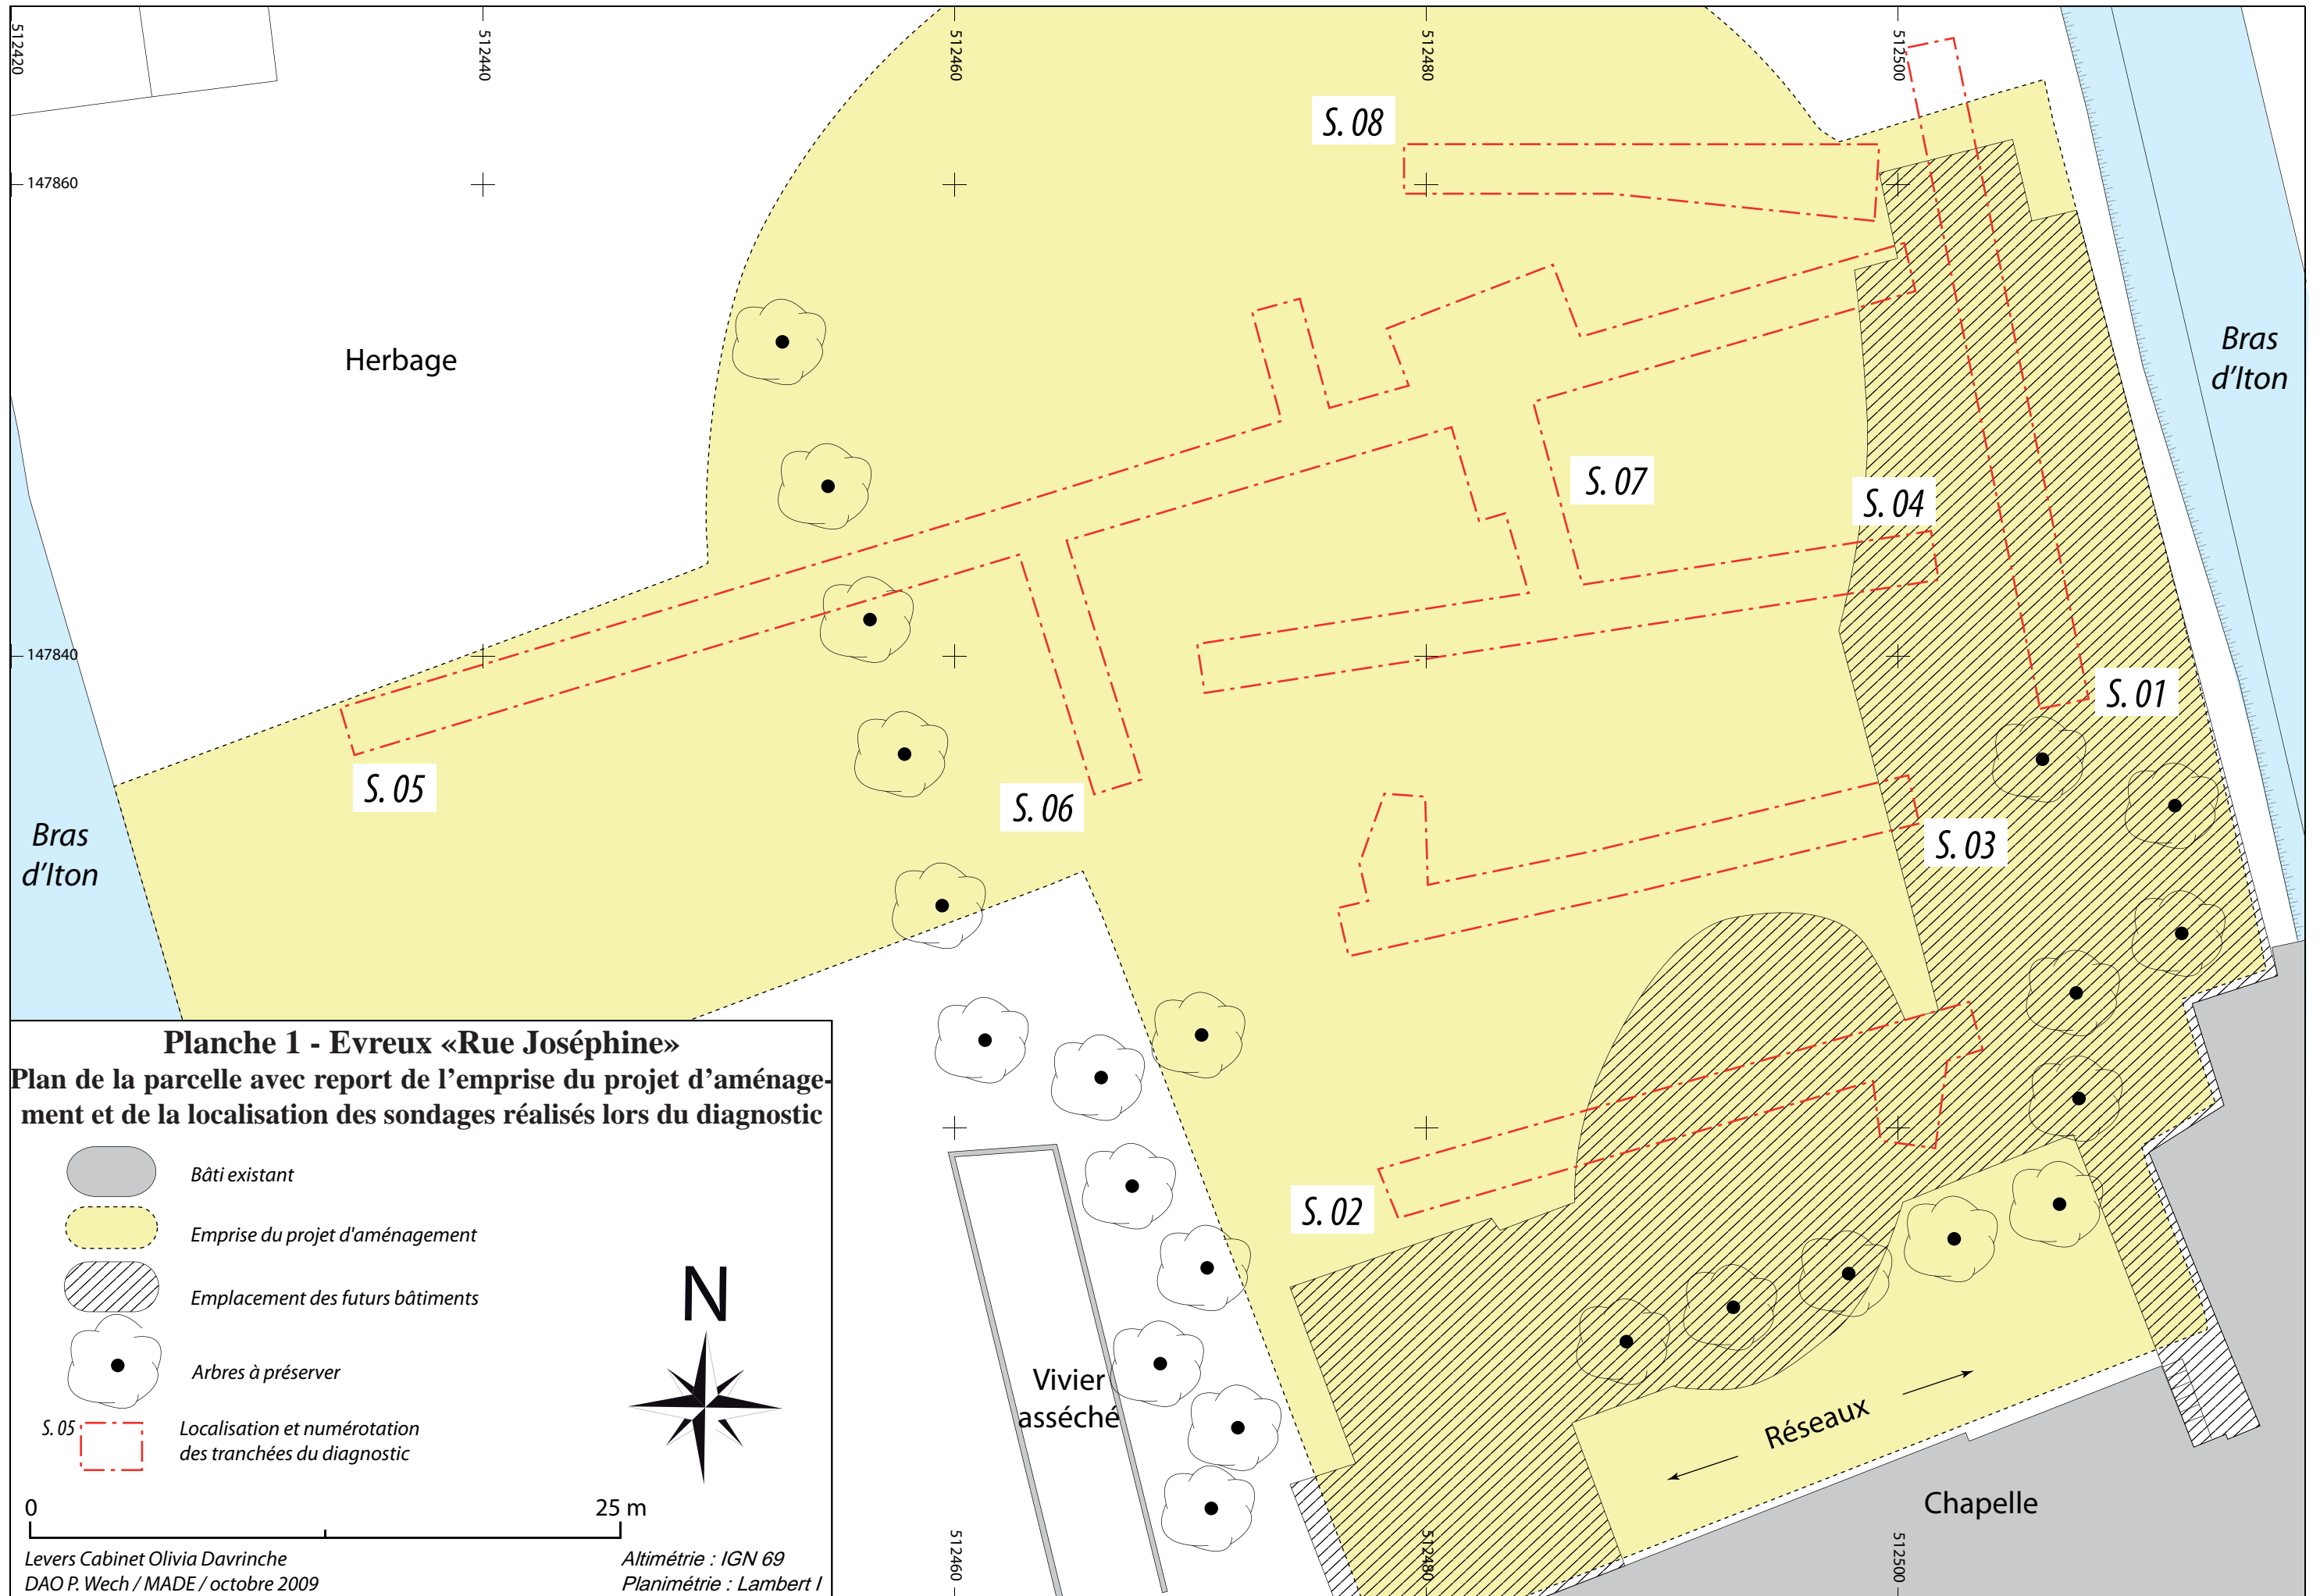 512420
512440
512460
512480
512500
S. 08
147860
Herbage
Bras
d’Iton
S. 07
S. 04
147840
S. 01
S. 05
S. 06
S. 03
Bras
d’Iton
Planche 1 - Evreux «Rue Joséphine»
Plan de la parcelle avec report de l’emprise du projet d’aménage-
ment et de la localisation des sondages réalisés lors du diagnostic
Bâti existant
Emprise du projet d'aménagement
Emplacement des futurs bâtiments
Arbres à préserver
S. 05
Localisation et numérotation
des tranchées du diagnostic
N
0
25 m
Levers Cabinet Olivia Davrinche
DAO P. Wech / MADE / octobre 2009
Altimétrie : IGN 69
Planimétrie : Lambert I
S. 02
Vivier
asséché
Réseaux
Chapelle
512460
512480
512500